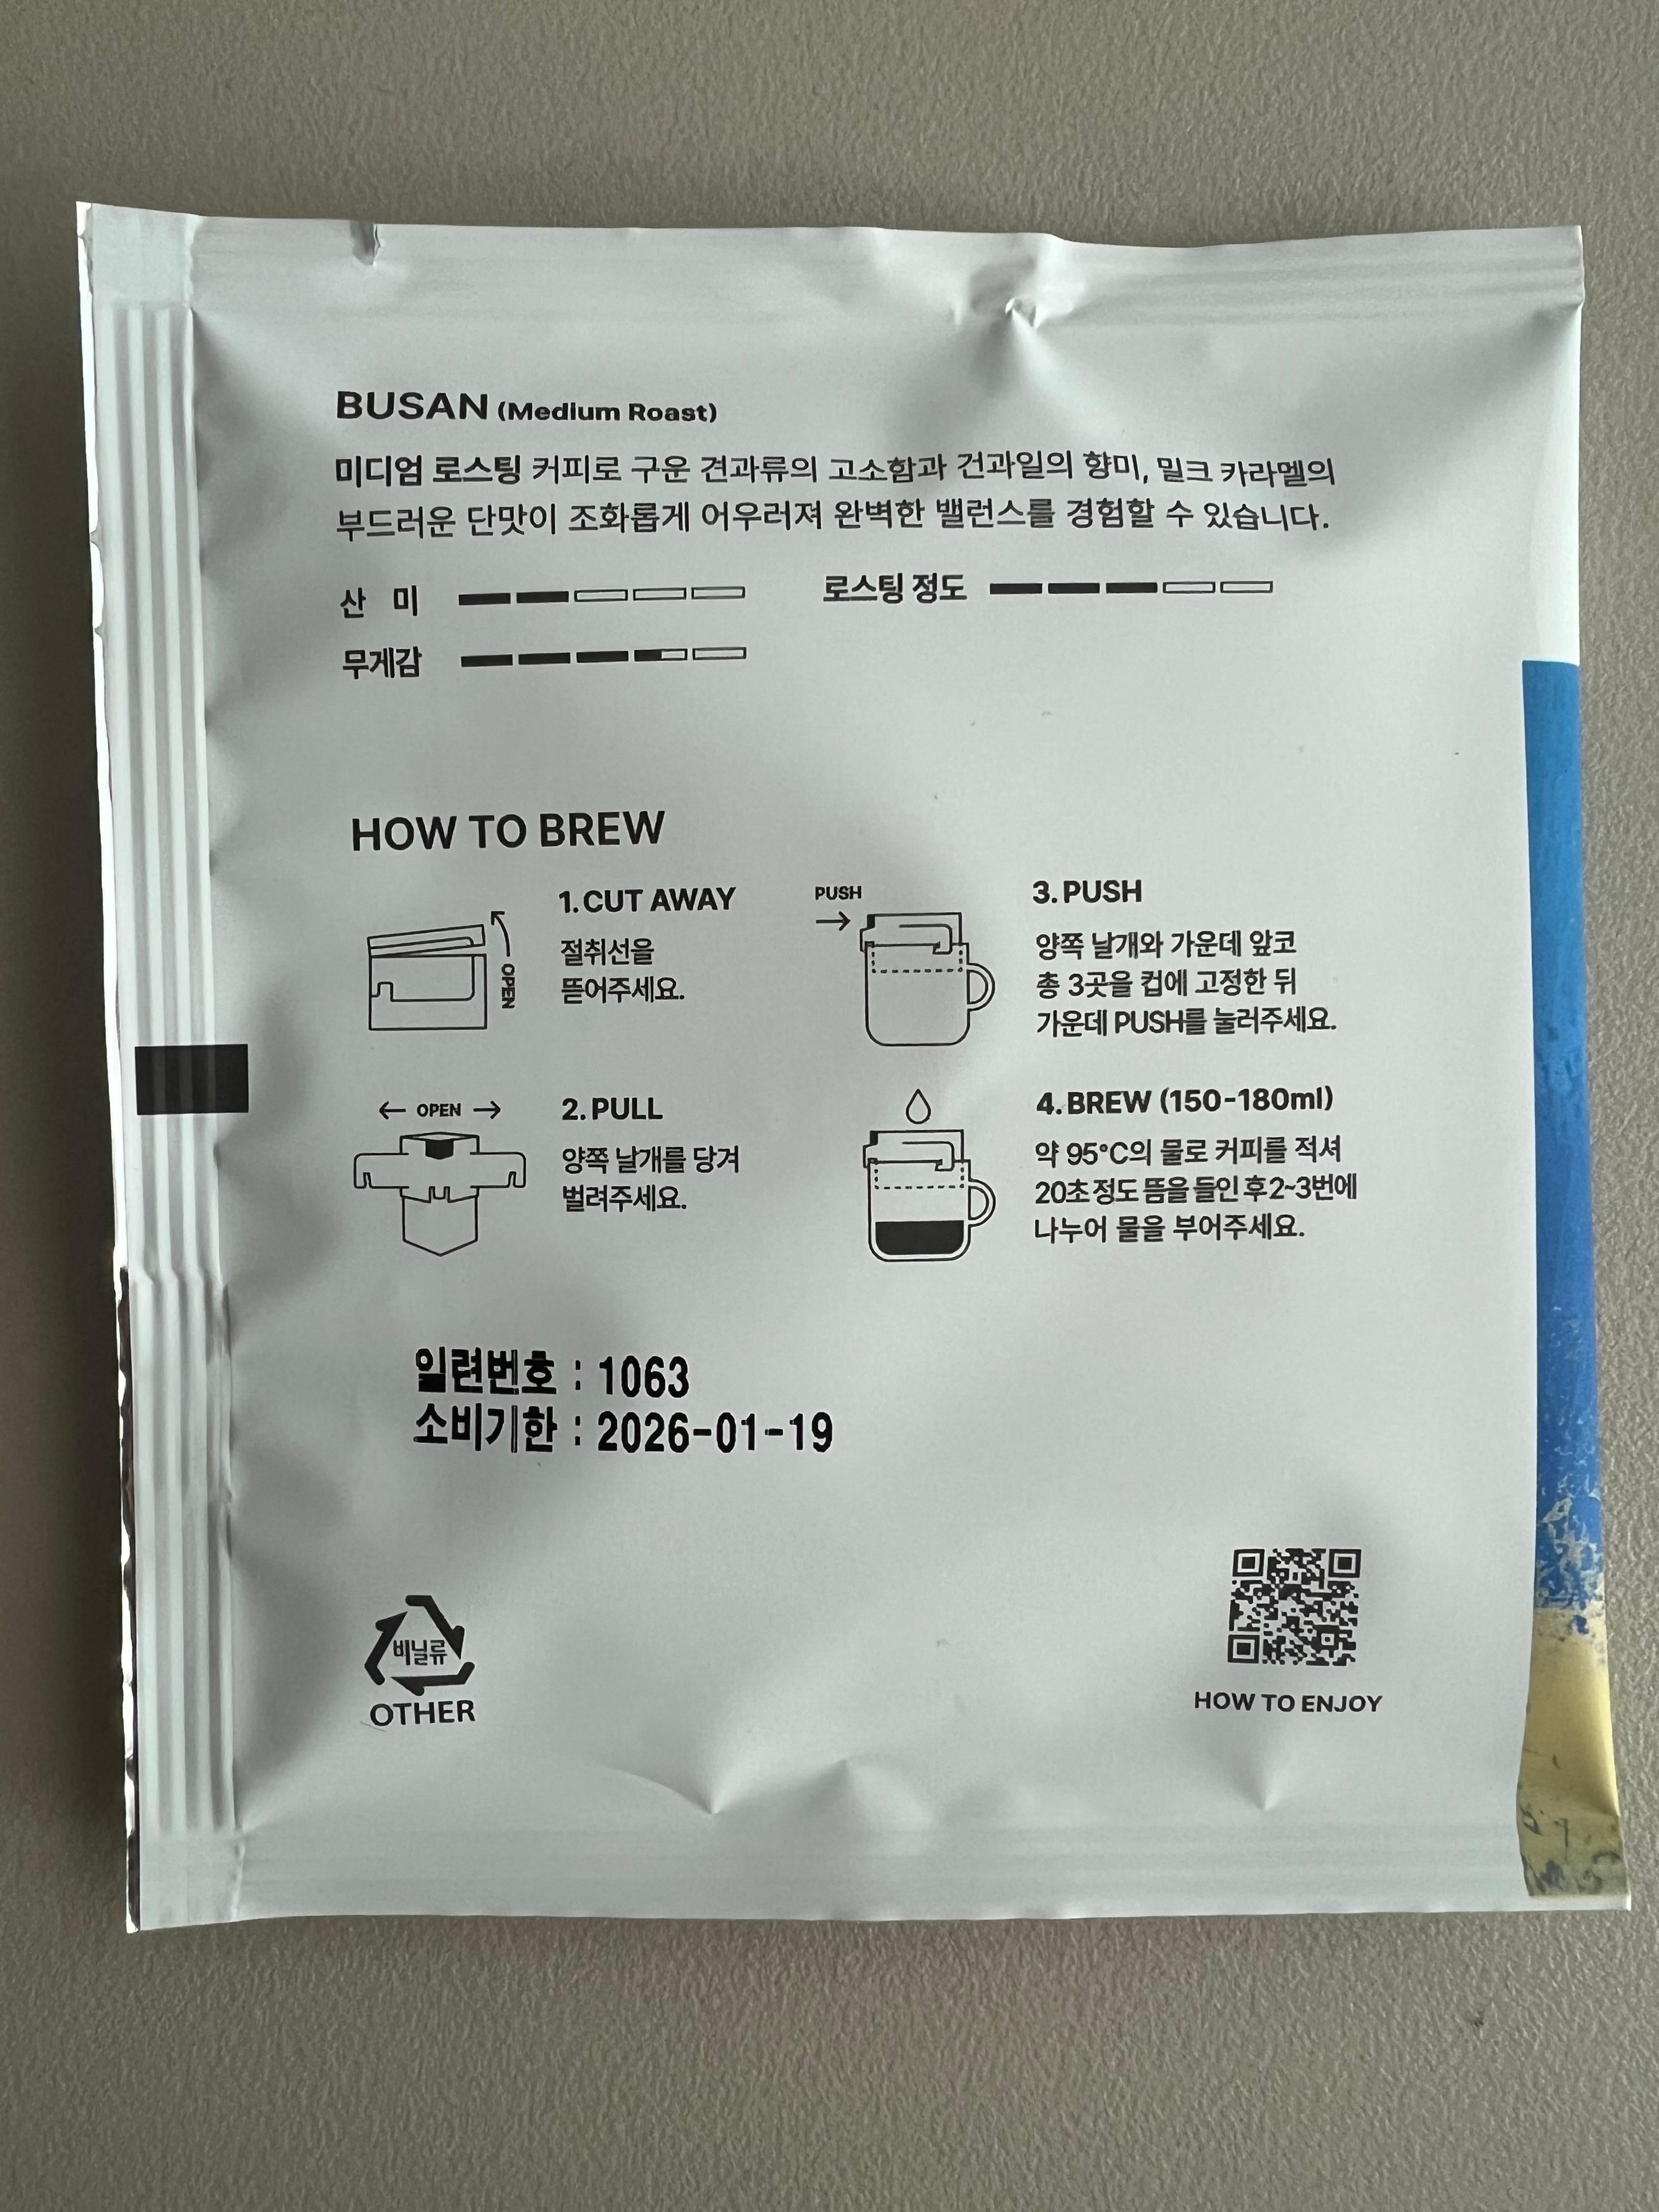 BUSAN (Medium Roast)
미디엄 로스팅 커피로 구운 견과류의 고소함과 건과일의 향미, 밀크 카라멜의
부드러운 단맛이 조화롭게 어우러져 완벽한 밸런스를 경험할 수 있습니다.
산 미
로스팅 정도
무게감
HOW TO BREW
OPEN
1. CUT AWAY
절취선을
뜯어주세요.
← OPEN →
2. PULL
양쪽 날개를 당겨
벌려주세요.
PUSH
→
3. PUSH
양쪽 날개와 가운데 앞코
총 3곳을 컵에 고정한 뒤
가운데 PUSH를 눌러주세요.
4. BREW (150-180ml)
약 95°C의 물로 커피를 적셔
20초 정도 뜸을 들인 후 2~3번에
나누어 물을 부어주세요.
일련번호 : 1063
소비기한 : 2026-01-19
비닐류
OTHER
HOW TO ENJOY